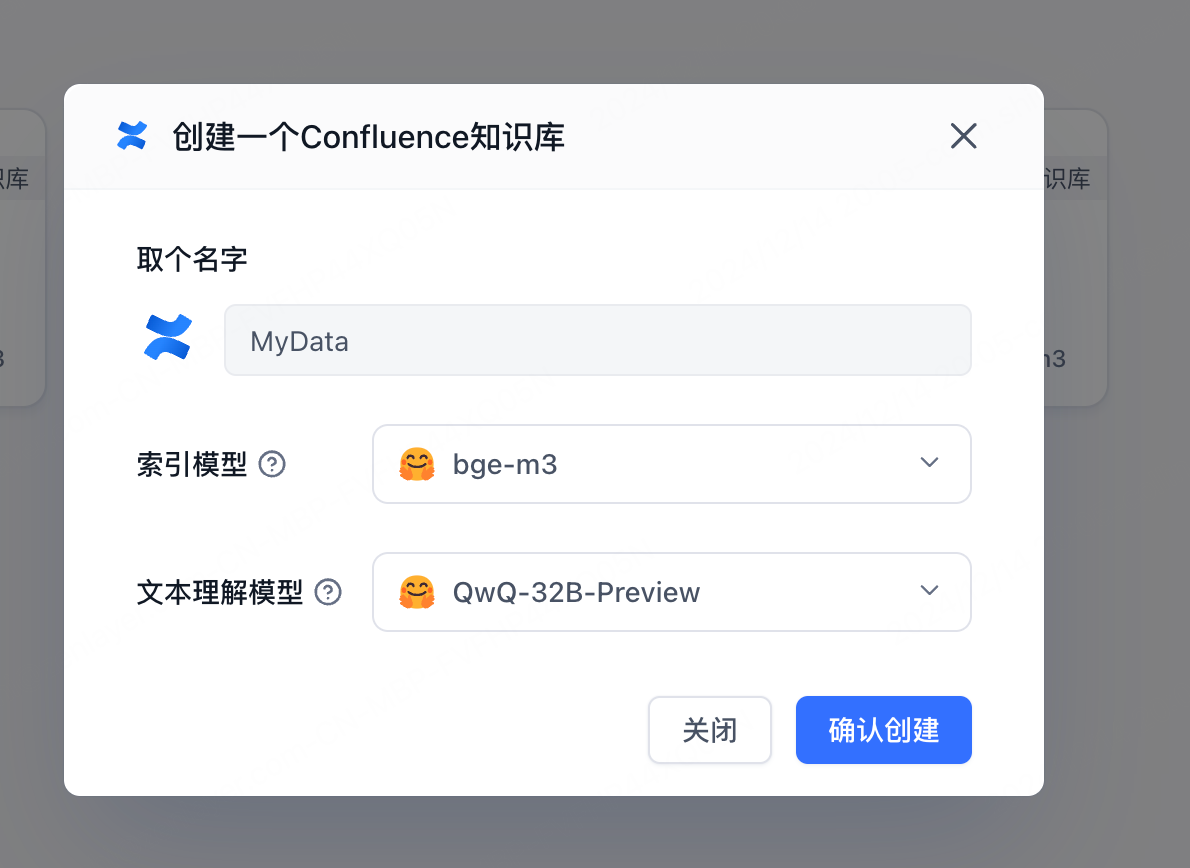 创建一个Confluence知识库
识库
识库
取个名字
MyData
索引模型
bge-m3
m3
文本理解模型
QwQ-32B-Preview
关闭
确认创建